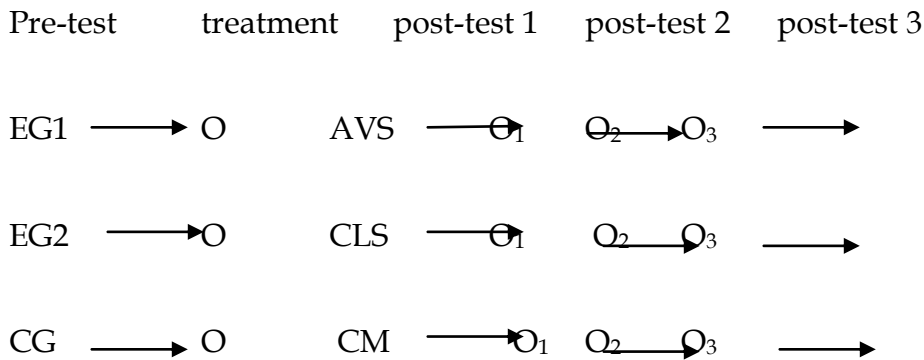 Pre-test treatment post-test 1 post-test 2 post-test 3
EG1 O AVS O₁ O₂ O₃
EG2 O CLS O₁ O₂ O₃
CG O CM O₁ O₂ O₃